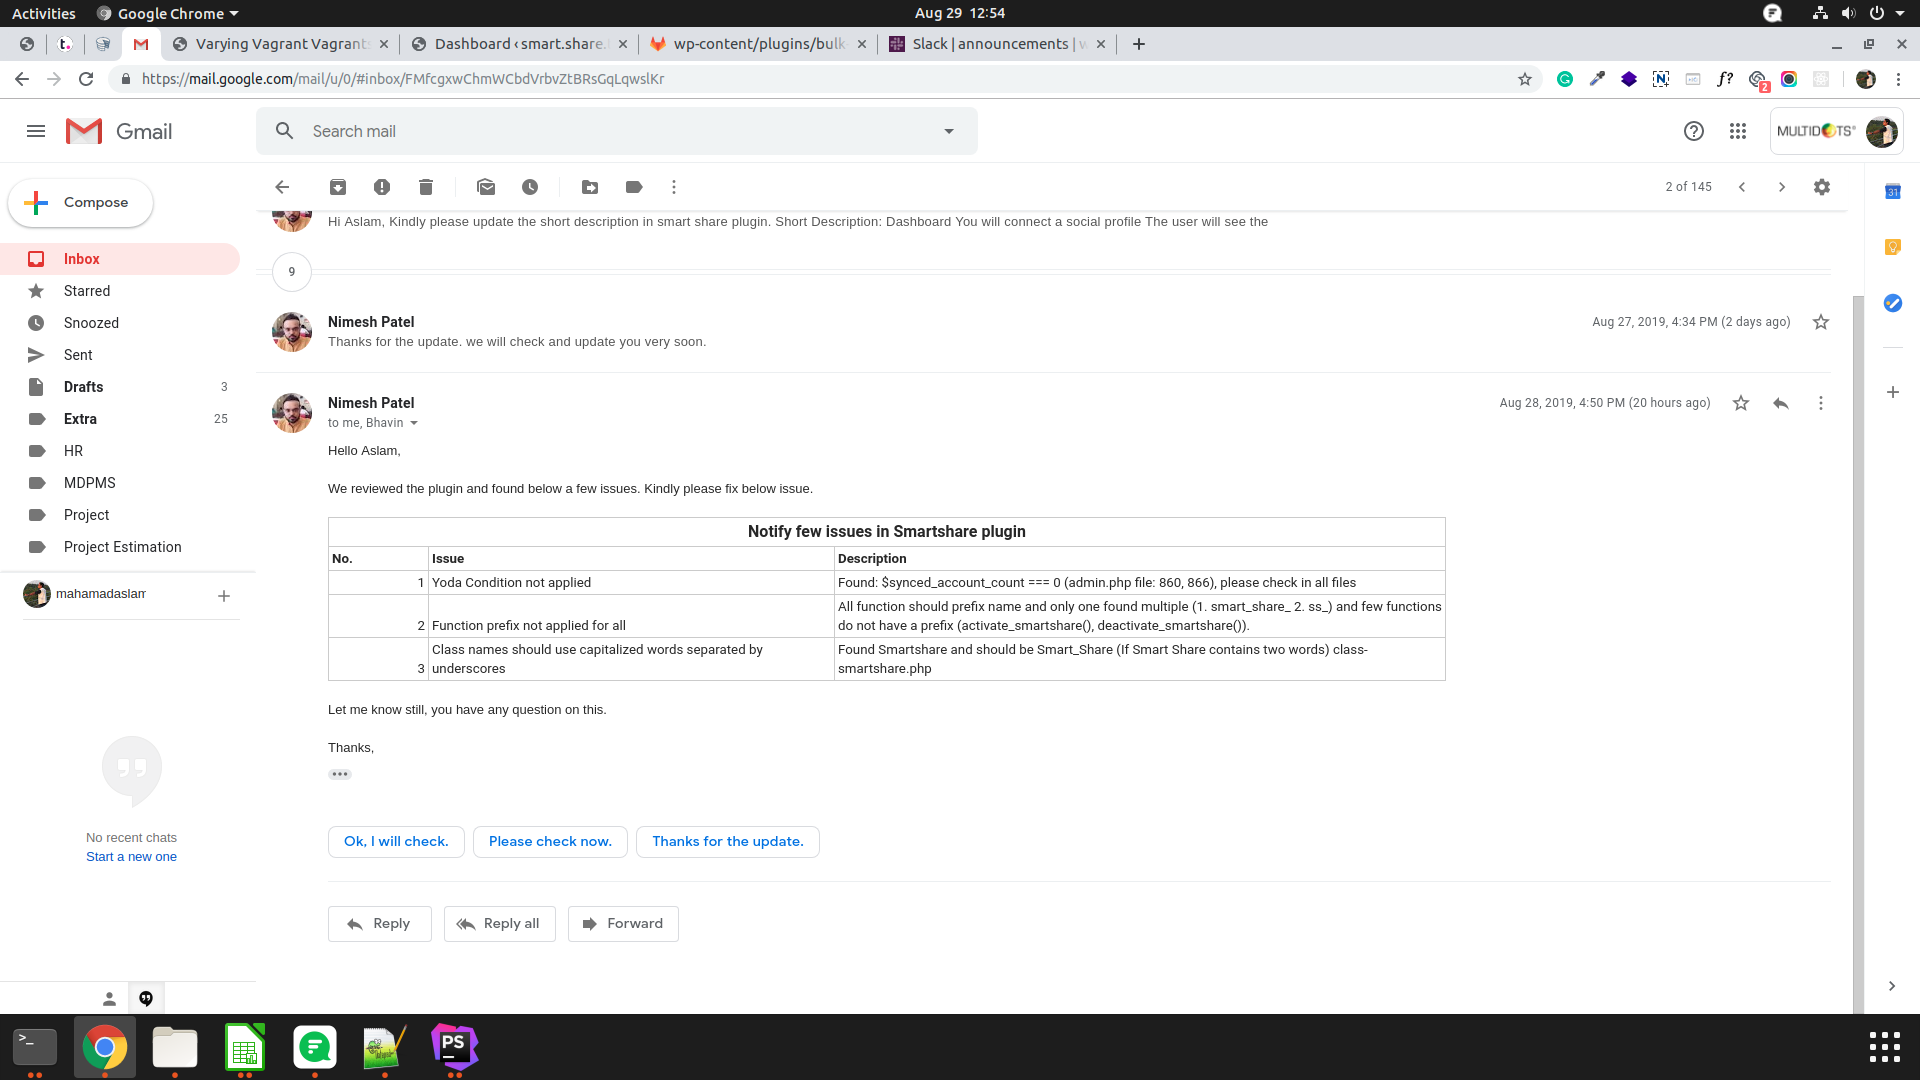 Activities
Google Chrome
Aug 29 12:54
t.
Varying Vagrant Vagrants
Dashboard ‹ smart.share.
wp-content/plugins/bulk
Slack | announcements |
https://mail.google.com/mail/u/0/#inbox/FMfcgxwChmWCbdVrbvZtBRsGqLqwslKr
f?
2
Gmail
Search mail
MULTIDOTS
Compose
2 of 145
31
Hi Aslam, Kindly please update the short description in smart share plugin. Short Description: Dashboard You will connect a social profile The user will see the
9
Inbox
Starred
Snoozed
Sent
Drafts 3
Extra 25
HR
MDPMS
Project
Project Estimation
mahamadaslam
No recent chats
Start a new one
Nimesh Patel
Aug 27, 2019, 4:34 PM (2 days ago)
Thanks for the update. we will check and update you very soon.
Nimesh Patel
Aug 28, 2019, 4:50 PM (20 hours ago)
to me, Bhavin
Hello Aslam,
We reviewed the plugin and found below a few issues. Kindly please fix below issue.
Notify few issues in Smartshare plugin
No. Issue Description
1 Yoda Condition not applied Found: $synced_account_count === 0 (admin.php file: 860, 866), please check in all files
2 Function prefix not applied for all All function should prefix name and only one found multiple (1. smart_share_ 2. ss_) and few functions
do not have a prefix (activate_smartshare(), deactivate_smartshare()).
3 Class names should use capitalized words separated by
underscores
Found Smartshare and should be Smart_Share (If Smart Share contains two words) class-
smartshare.php
Let me know still, you have any question on this.
Thanks,
Ok, I will check.
Please check now.
Thanks for the update.
Reply
Reply all
Forward
>_
PS